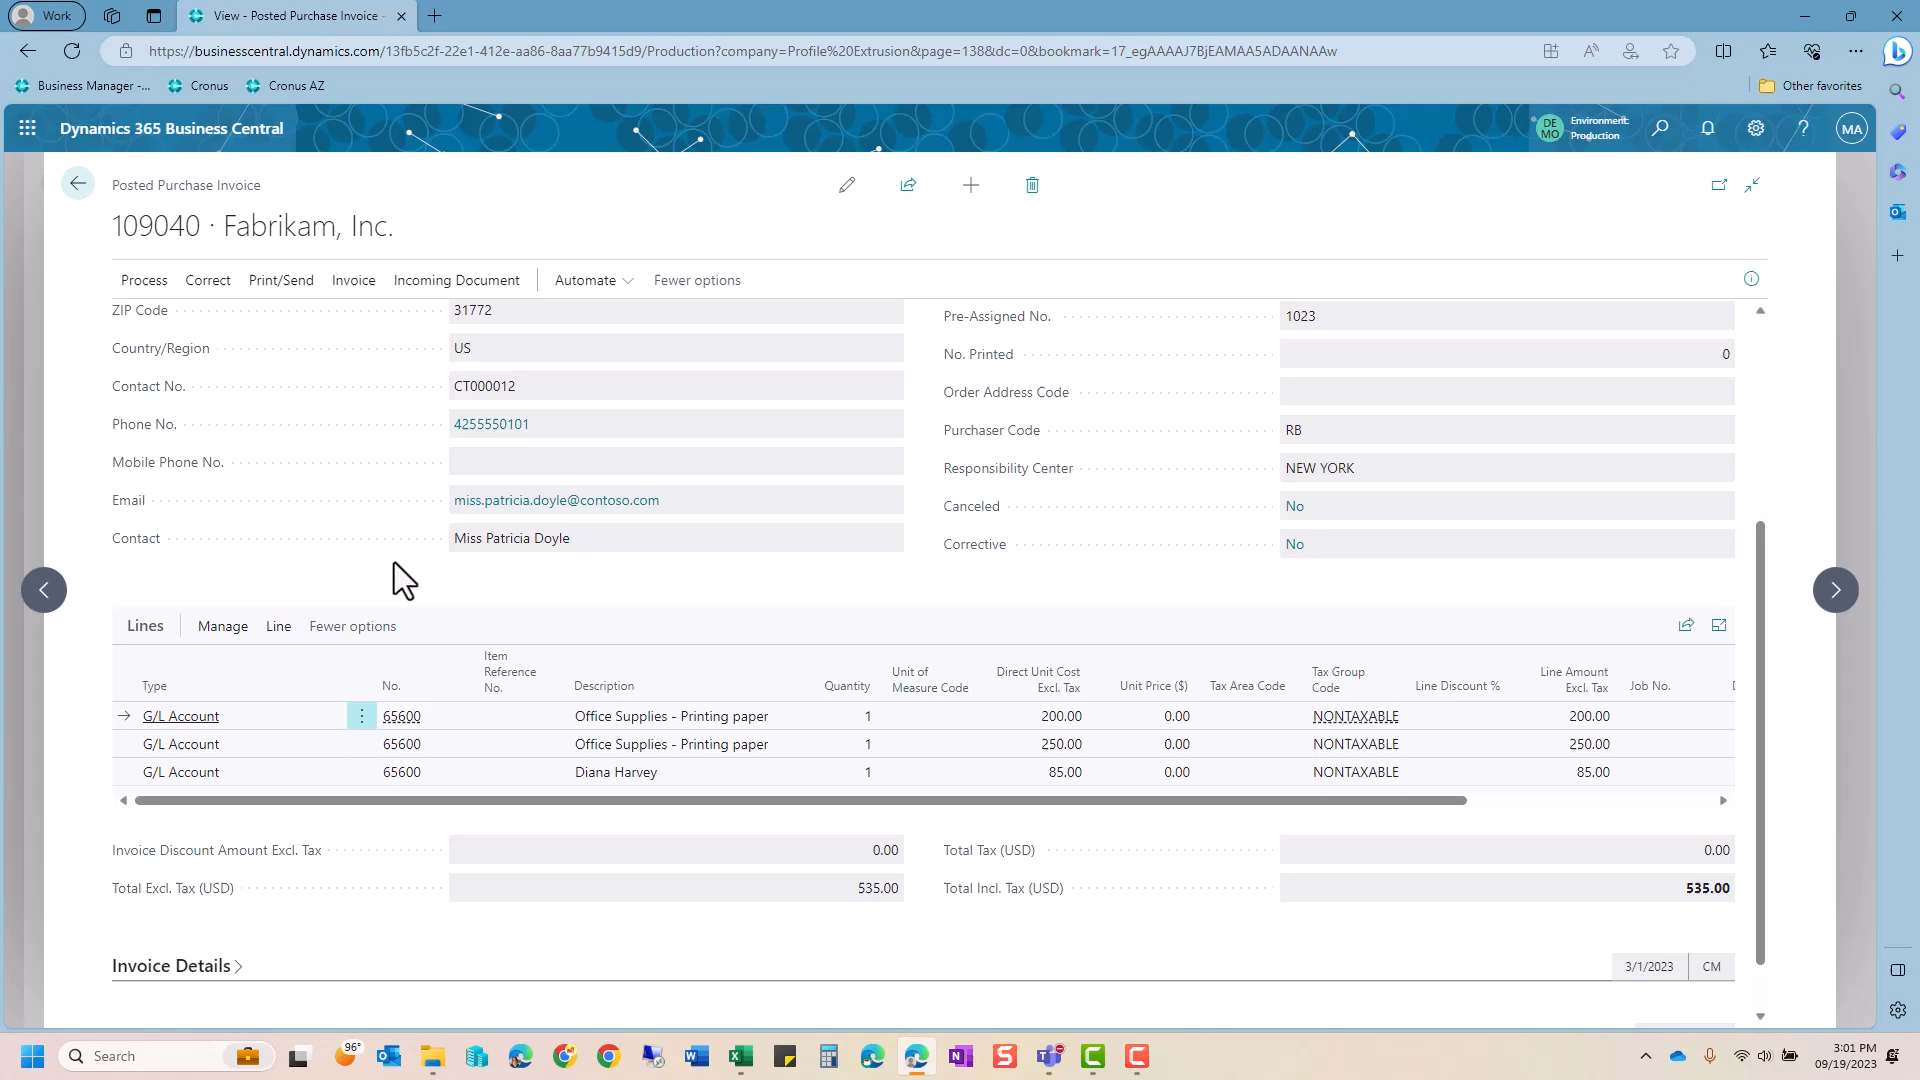 Work
View - Posted Purchase Invoice -
https://businesscentral.dynamics.com/13fb5c2f-22e1-412e-aa86-8aa77b9415d9/Production?company=Profile%20Extrusion&page=138&dc=0&bookmark=17_egAAAAJ7BjEAMAA5ADAANAAw
Business Manager -...
Cronus
Cronus AZ
Other favorites
Dynamics 365 Business Central
DE MO
Environment:
Production
?
MA
Posted Purchase Invoice
109040 · Fabrikam, Inc.
Process Correct Print/Send Invoice Incoming Document Automate Fewer options
ZIP Code 31772
Pre-Assigned No. 1023
Country/Region US
No. Printed 0
Contact No. CT000012
Order Address Code
Phone No. 4255550101
Purchaser Code RB
Mobile Phone No.
Responsibility Center NEW YORK
Email miss.patricia.doyle@contoso.com
Canceled No
Contact Miss Patricia Doyle
Corrective No
Lines Manage Line Fewer options
Type No. Item Reference No. Description Quantity Unit of Measure Code Direct Unit Cost Excl. Tax Unit Price ($) Tax Area Code Tax Group Code Line Discount % Line Amount Excl. Tax Job No.
G/L Account 65600 Office Supplies - Printing paper 1 200.00 0.00 NONTAXABLE 200.00
G/L Account 65600 Office Supplies - Printing paper 1 250.00 0.00 NONTAXABLE 250.00
G/L Account 65600 Diana Harvey 1 85.00 0.00 NONTAXABLE 85.00
Invoice Discount Amount Excl. Tax 0.00
Total Tax (USD) 0.00
Total Excl. Tax (USD) 535.00
Total Incl. Tax (USD) 535.00
Invoice Details
3/1/2023 CM
Search
96°
3:01 PM
09/19/2023